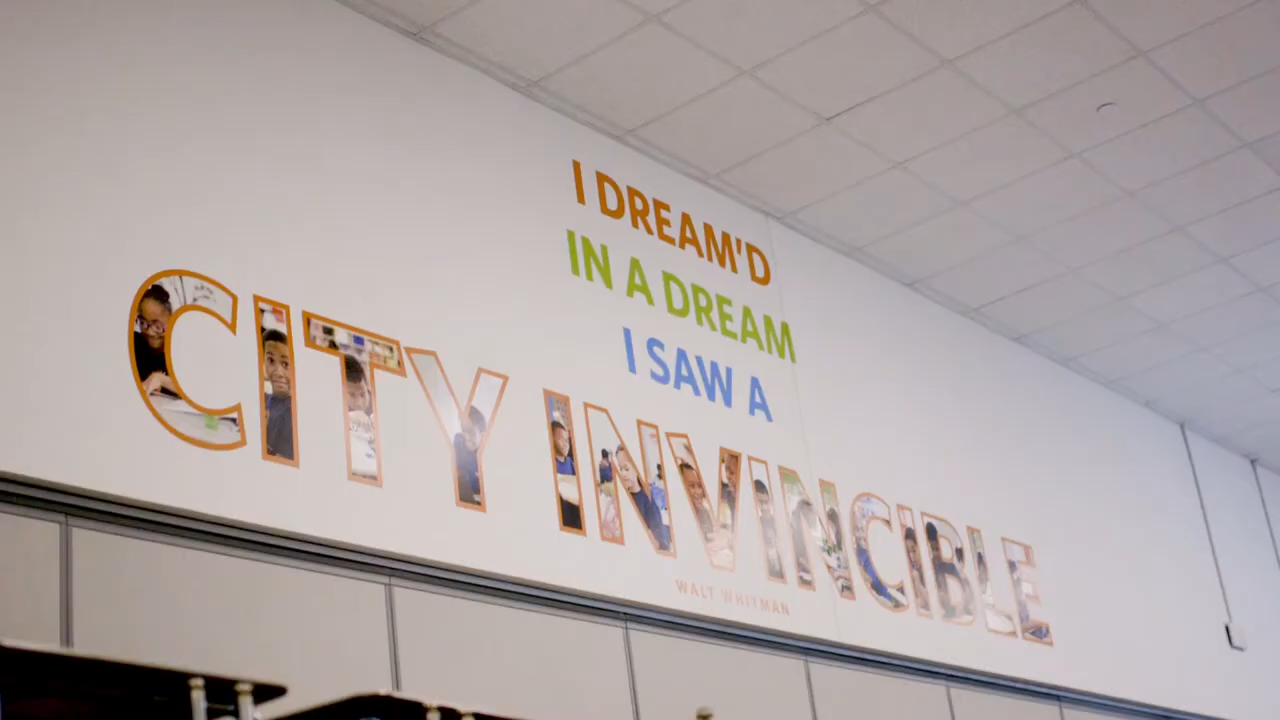 I DREAM'D
IN A DREAM
I SAW A
CITY INVINCIBLE
WALT WHITMAN